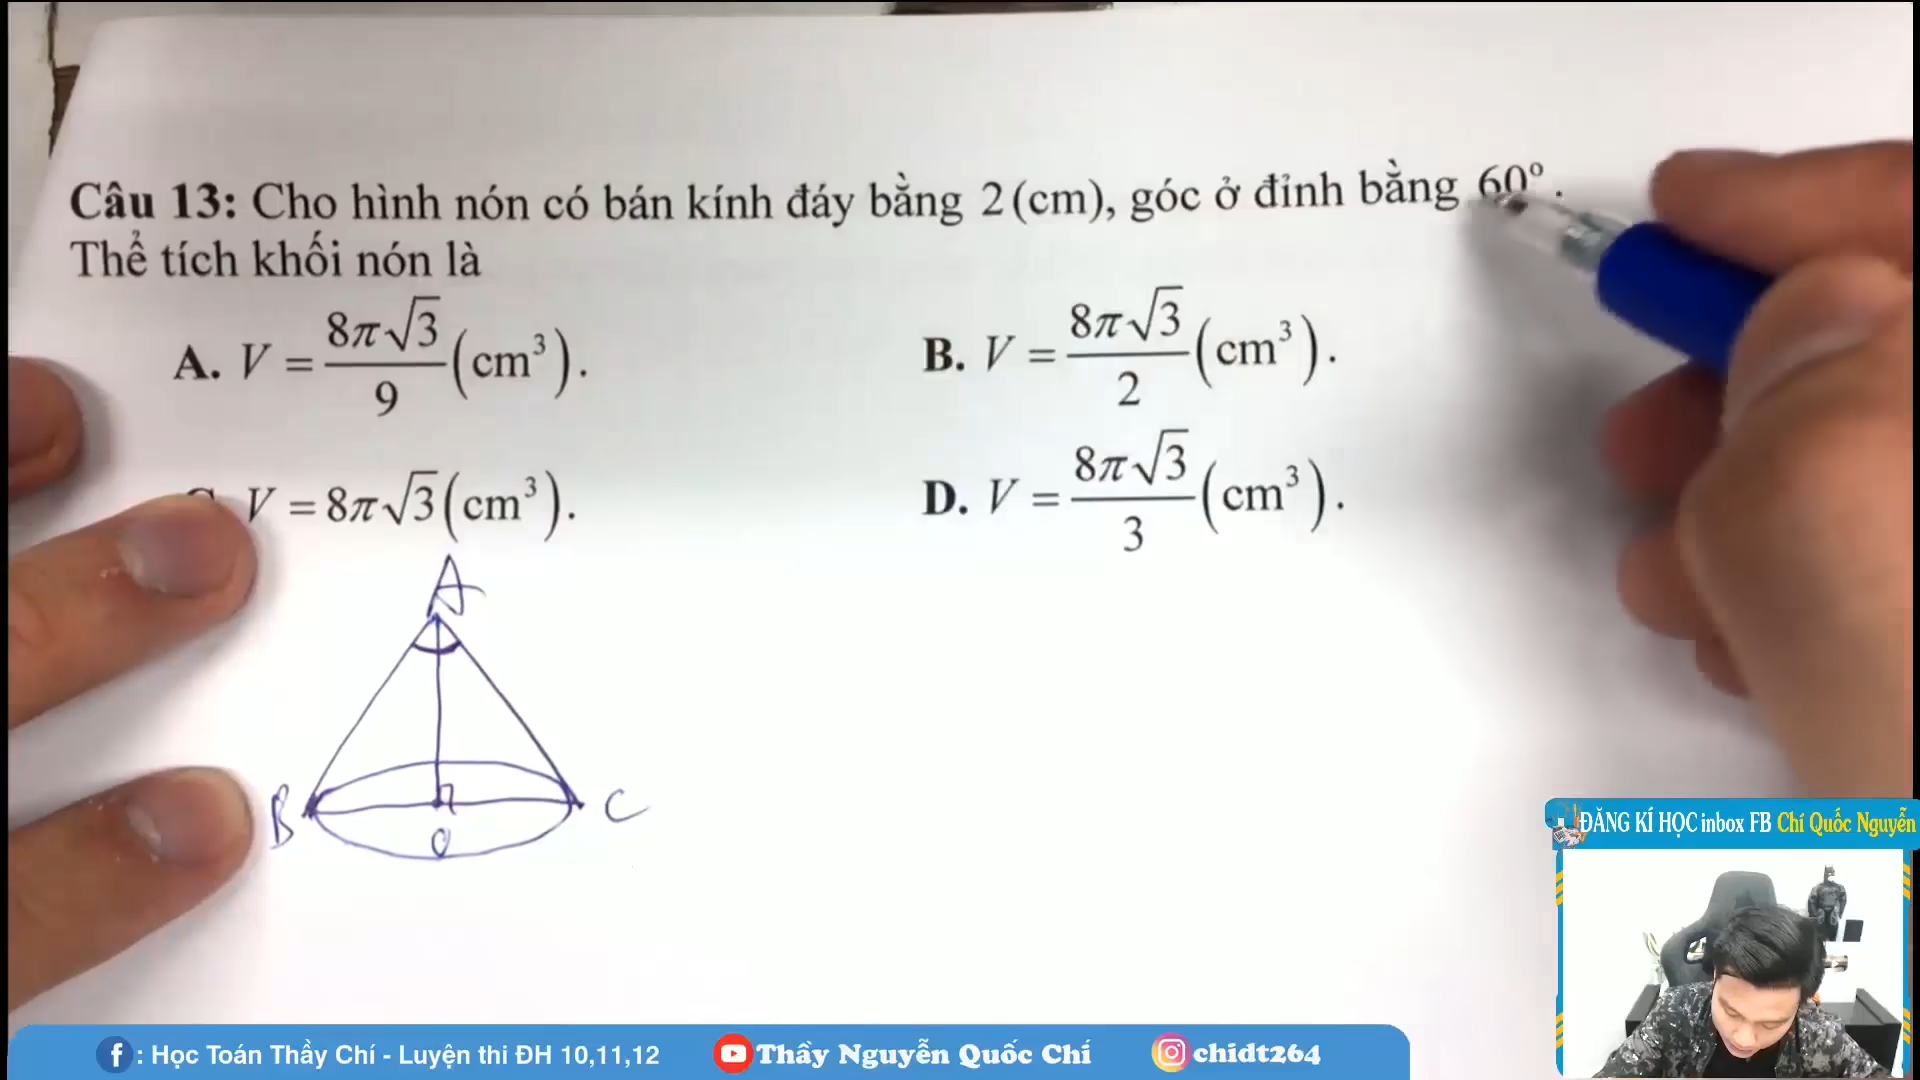 Câu 13: Cho hình nón có bán kính đáy bằng 2 (cm), góc ở đỉnh bằng 60°.
Thể tích khối nón là
A. V = 8π√3/9 (cm³).
B. V = 8π√3/2 (cm³).
V = 8π√3 (cm³).
D. V = 8π√3/3 (cm³).
A
B
O
C
ĐĂNG KÍ HỌC inbox FB Chí Quốc Nguyễn
: Học Toán Thầy Chí - Luyện thi ĐH 10,11,12
Thầy Nguyễn Quốc Chí
chidt264